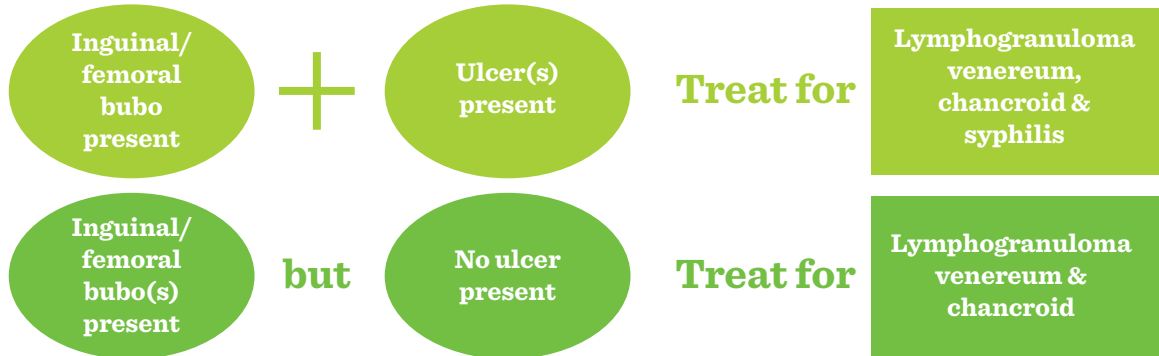 Inguinal/
femoral
bubo
present
Ulcer(s)
present
Treat for
Lymphogranuloma
venereum,
chancroid &
syphilis
Inguinal/
femoral
bubo(s)
present
but
No ulcer
present
Treat for
Lymphogranuloma
venereum &
chancroid